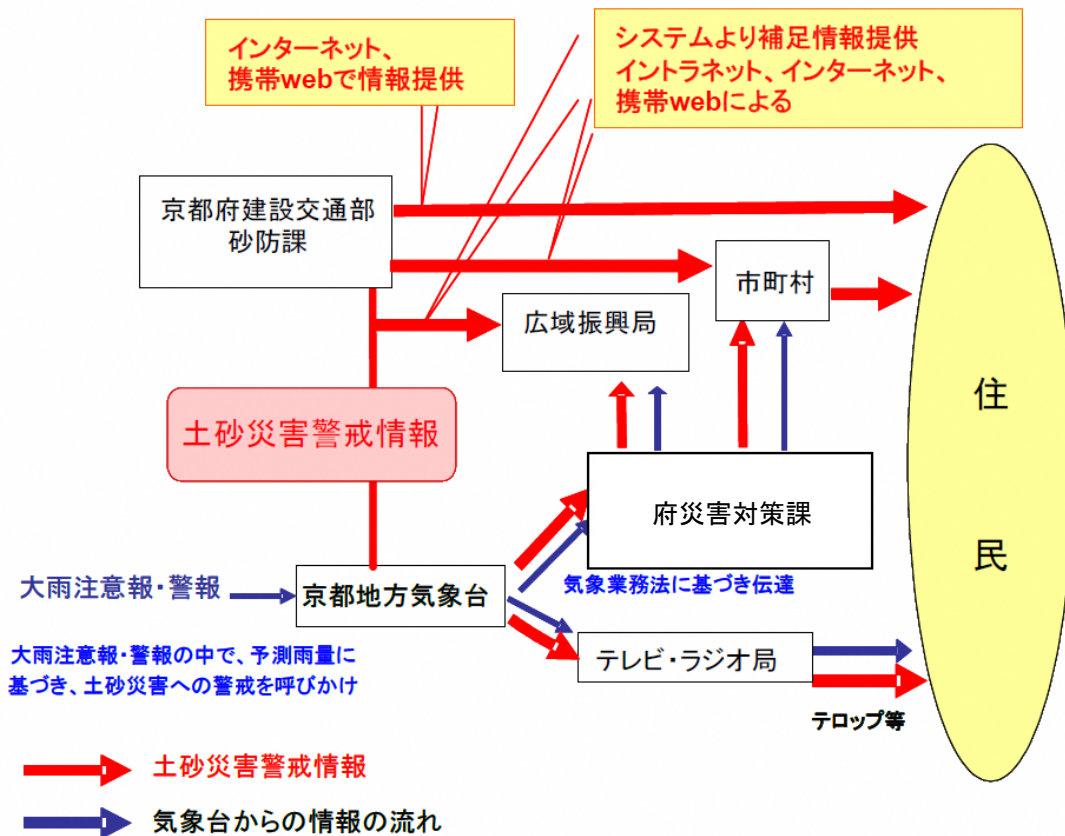 インターネット、
携帯webで情報提供
システムより補足情報提供
イントラネット、インターネット、
携帯webによる
京都府建設交通部
砂防課
市町村
広域振興局
住
民
土砂災害警戒情報
府災害対策課
大雨注意報・警報
京都地方気象台
気象業務法に基づき伝達
大雨注意報・警報の中で、予測雨量に
基づき、土砂災害への警戒を呼びかけ
テレビ・ラジオ局
テロップ等
土砂災害警戒情報
気象台からの情報の流れ